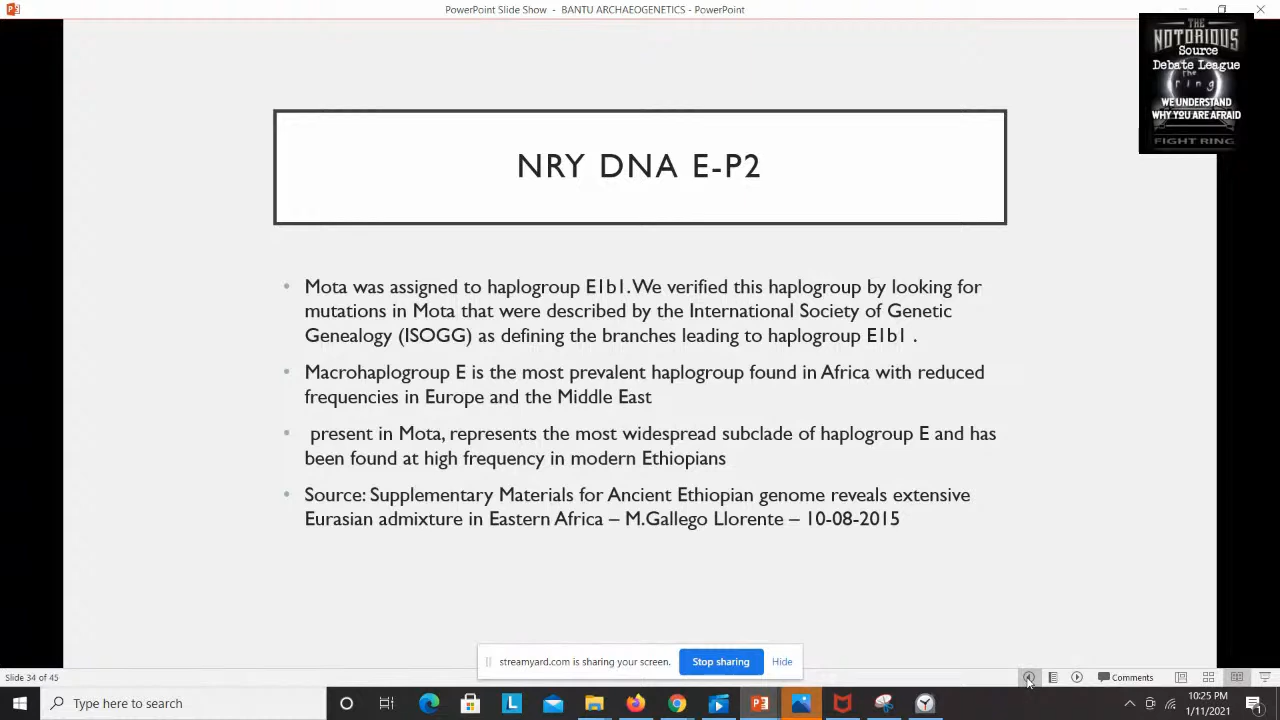 PowerPoint Slide Show - BANTU ARCHAEOGENETICS - PowerPoint
THE
NOTORIOUS
Source
Debate League
the
ring
WE UNDERSTAND
WHY YOU ARE AFRAID
FIGHT RING
NRY DNA E-P2
• Mota was assigned to haplogroup E1b1. We verified this haplogroup by looking for
mutations in Mota that were described by the International Society of Genetic
Genealogy (ISOGG) as defining the branches leading to haplogroup E1b1 .
• Macrohaplogroup E is the most prevalent haplogroup found in Africa with reduced
frequencies in Europe and the Middle East
• present in Mota, represents the most widespread subclade of haplogroup E and has
been found at high frequency in modern Ethiopians
• Source: Supplementary Materials for Ancient Ethiopian genome reveals extensive
Eurasian admixture in Eastern Africa – M.Gallego Llorente – 10-08-2015
streamyard.com is sharing your screen. Stop sharing Hide
Slide 34 of 45
Comments
Type here to search
10:25 PM
1/11/2021